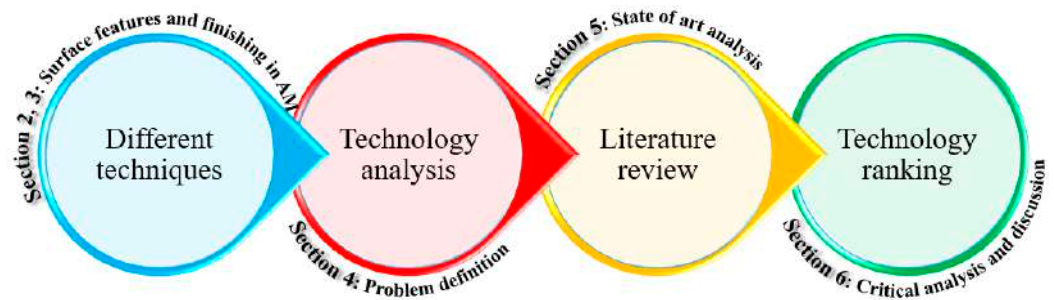 Section 2, 3: Surface features and finishing in AM
Different
techniques
Technology
analysis
Section 4: Problem definition
Section 5: State of art analysis
Literature
review
Technology
ranking
Section 6: Critical analysis and discussion